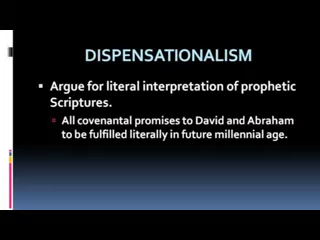 DISPENSATIONALISM
Argue for literal interpretation of prophetic
Scriptures.
All covenantal promises to David and Abraham
to be fulfilled literally in future millennial age.